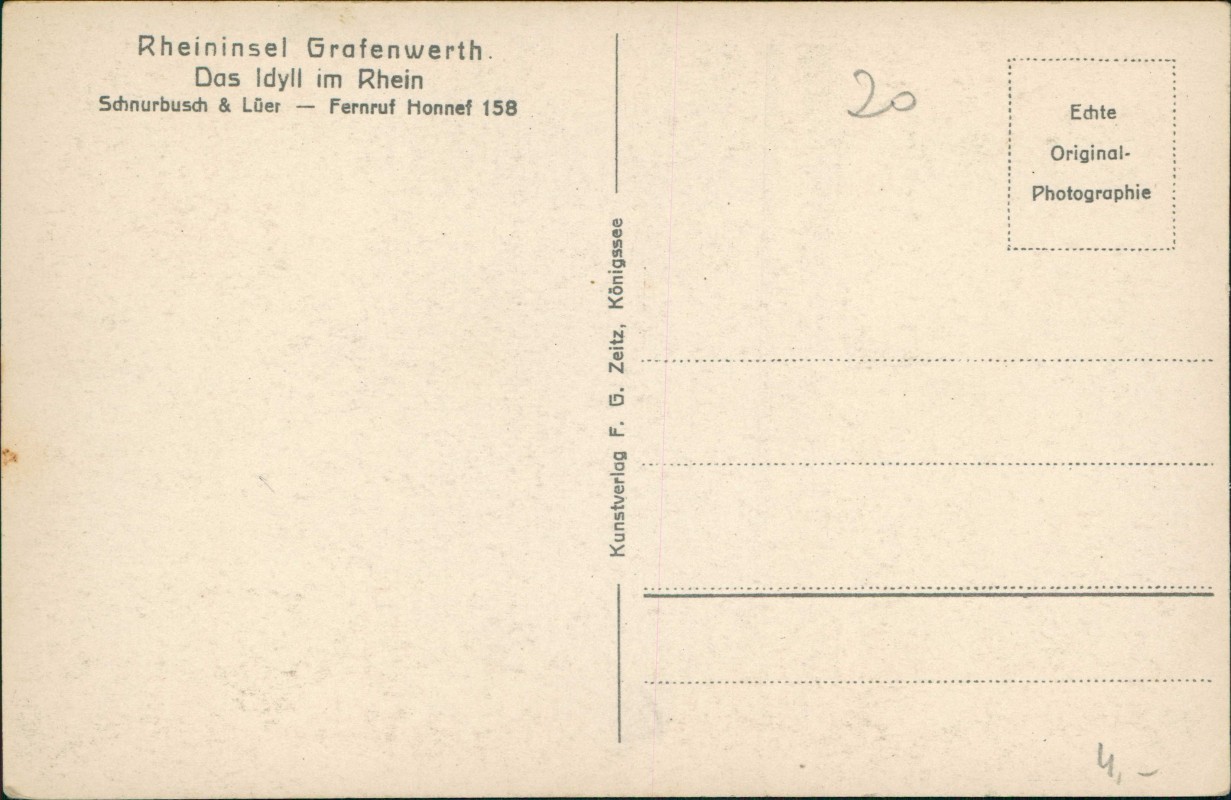 Rheininsel Grafenwerth.
Das Idyll im Rhein
Schnurbusch & Lüer — Fernruf Honnef 158
Kunstverlag F. G. Zeitz, Königssee
20
Echte
Original-
Photographie
4,-